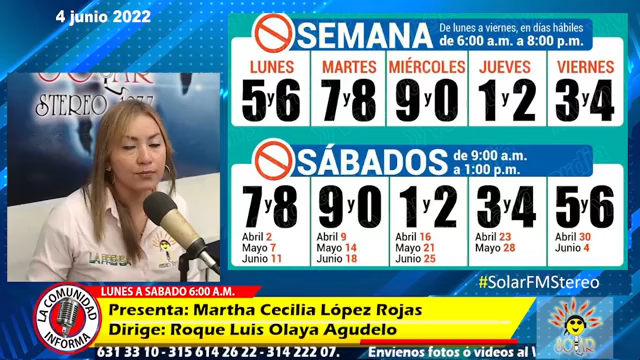 4 junio 2022
SEMANA
De lunes a viernes, en días hábiles
de 6:00 a.m. a 8:00 p.m.
LUNES MARTES MIÉRCOLES JUEVES VIERNES
5y6 7y8 9y0 1y2 3y4
SÁBADOS
de 9:00 a.m.
a 1:00 p.m.
7y8 9y0 1y2 3y4 5y6
Abril 2 Abril 9 Abril 16 Abril 23 Abril 30
Mayo 7 Mayo 14 Mayo 21 Mayo 28 Junio 4
Junio 11 Junio 18 Junio 25
STEREO
LA PRENSA
#SolarFMStereo
LA COMUNIDAD
INFORMA
LUNES A SABADO 6:00 A.M.
Presenta: Martha Cecilia López Rojas
Dirige: Roque Luis Olaya Agudelo
631 33 10 - 315 614 26 22 - 314 222 07. Envienos fotos ó videos al W